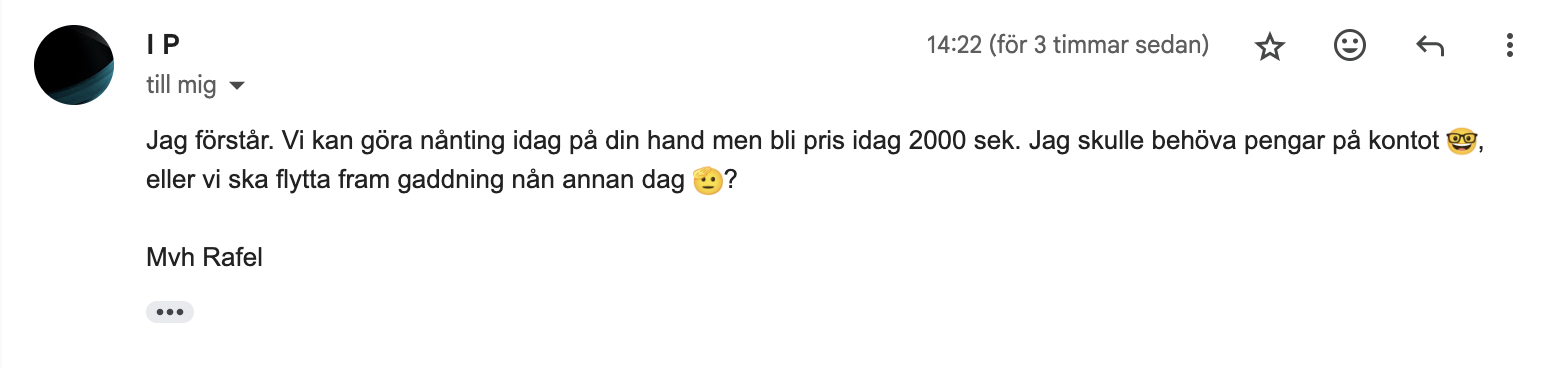 I P
14:22 (för 3 timmar sedan)
till mig
Jag förstår. Vi kan göra nånting idag på din hand men bli pris idag 2000 sek. Jag skulle behöva pengar på kontot 🤓,
eller vi ska flytta fram gaddning nån annan dag 🫡?
Mvh Rafel